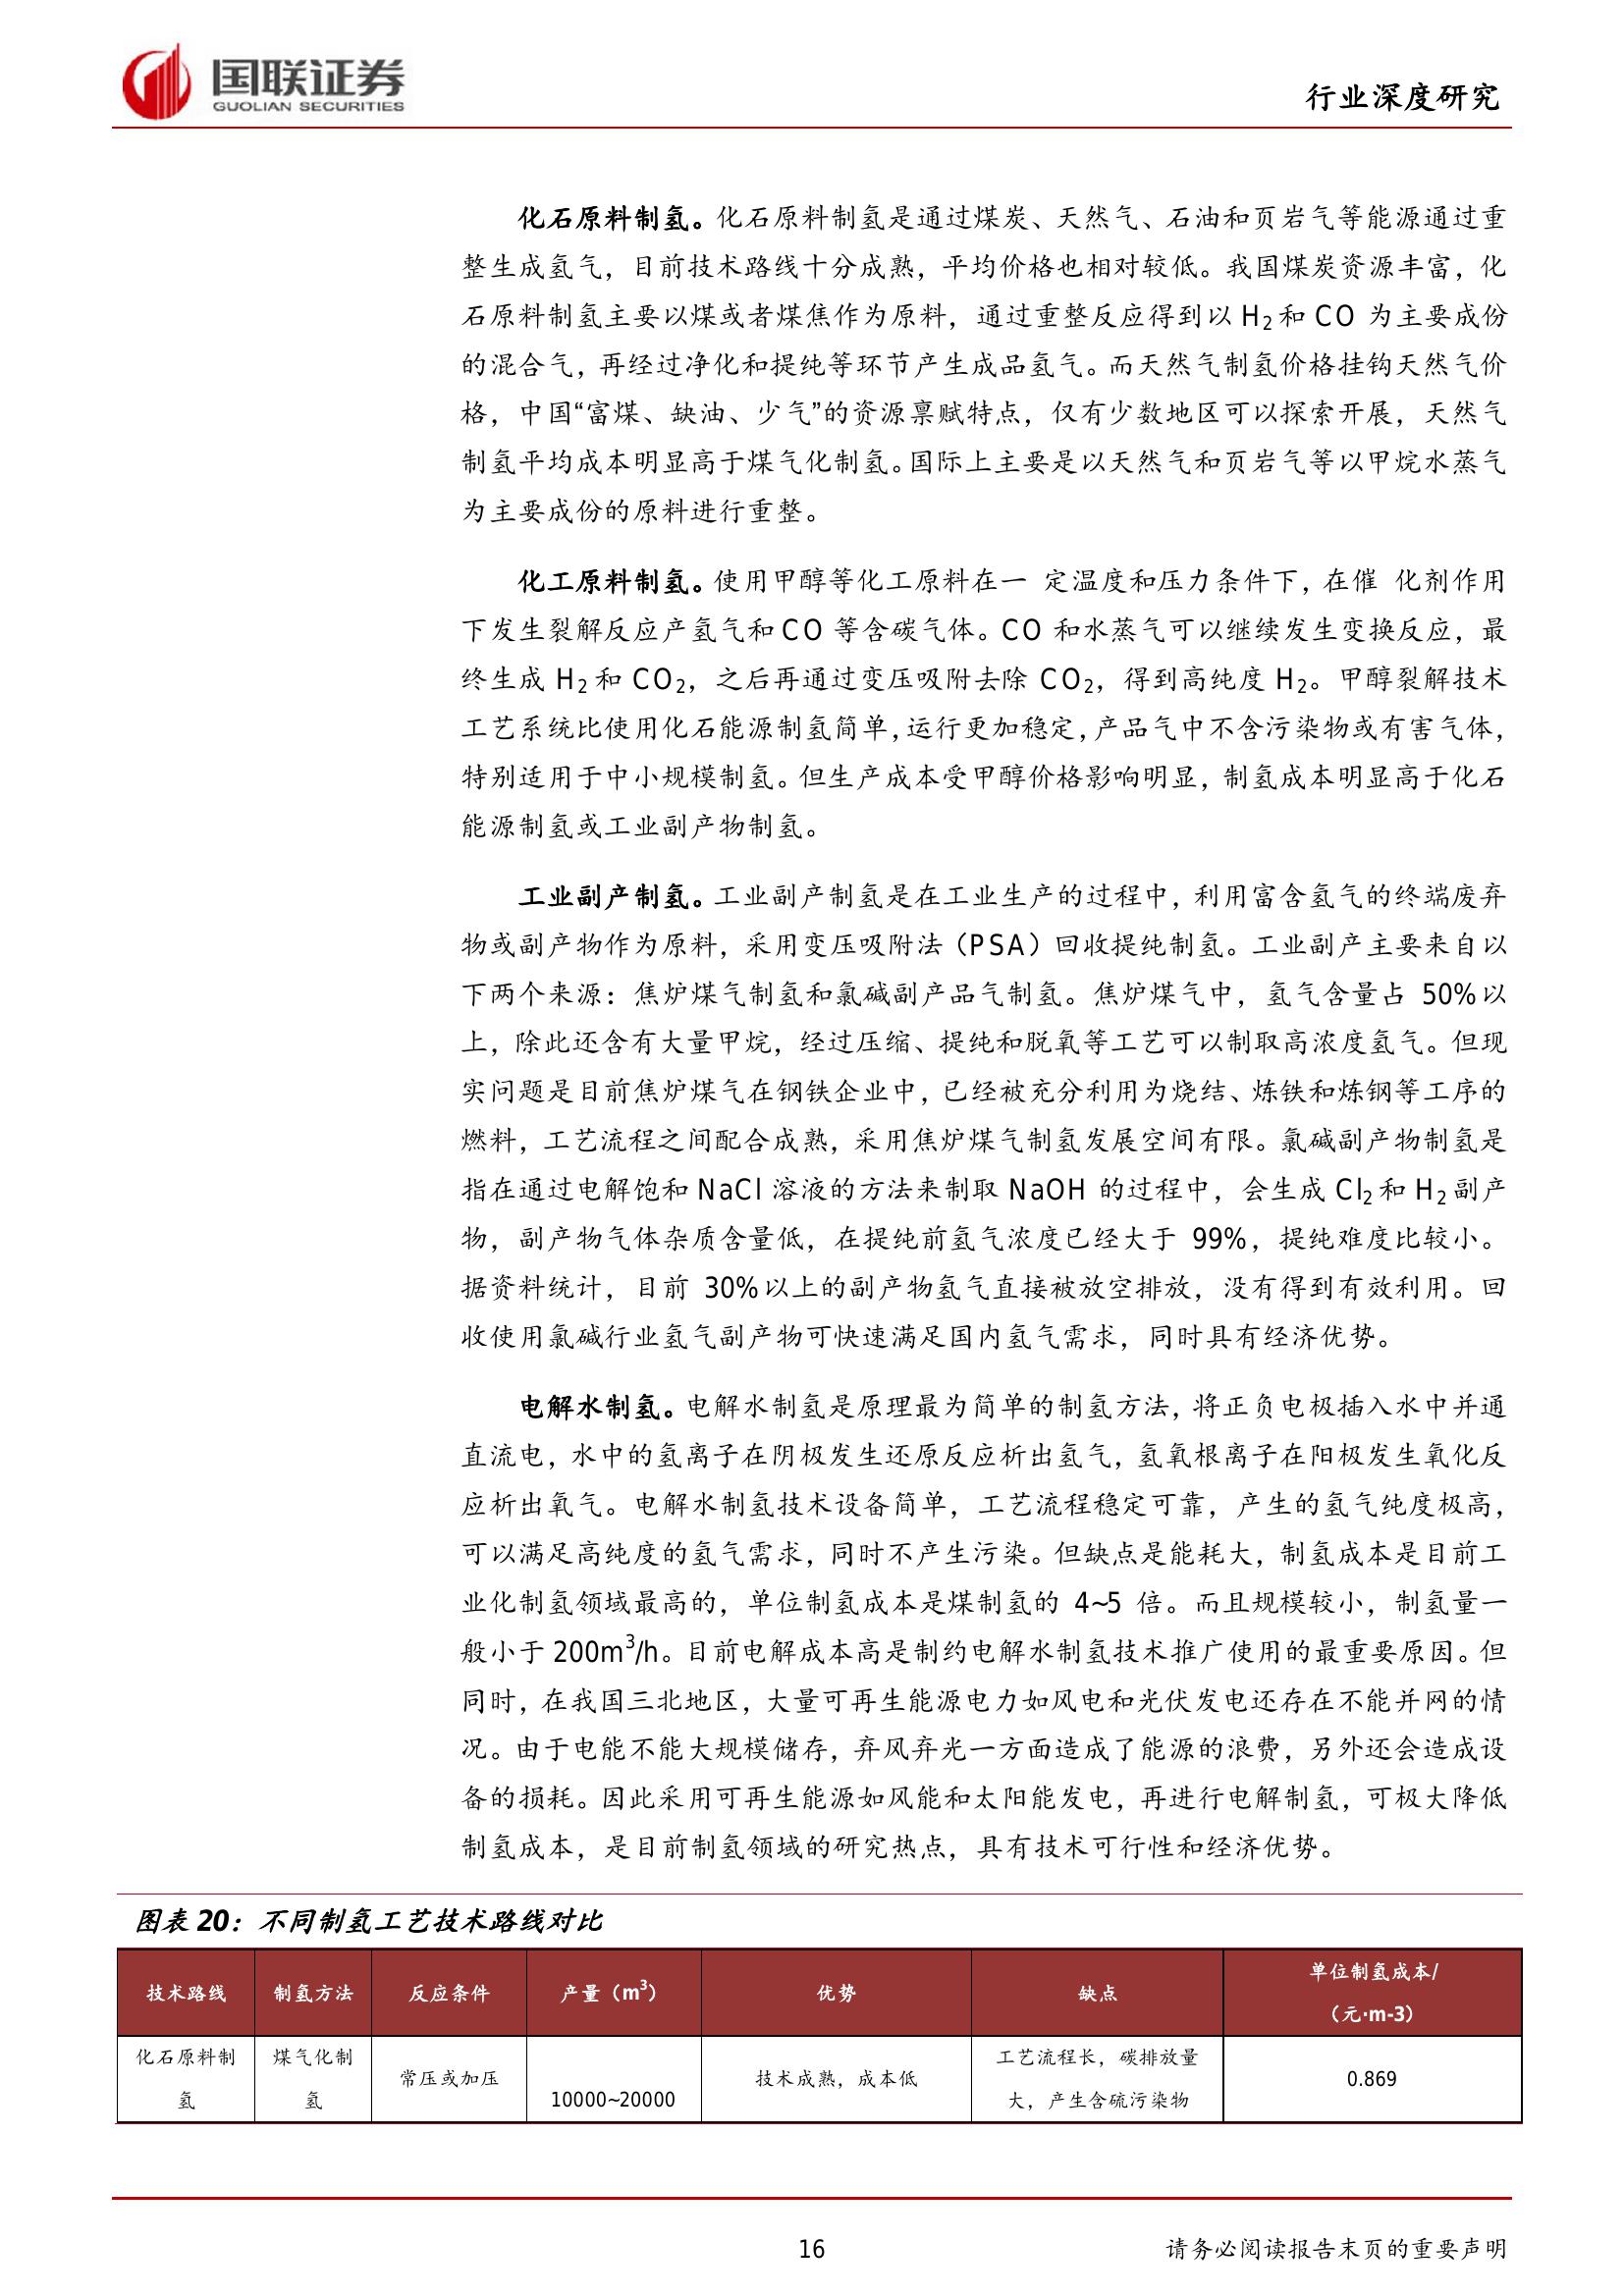 国联证券
GUOLIAN SECURITIES
行业深度研究
化石原料制氢。化石原料制氢是通过煤炭、天然气、石油和页岩气等能源通过重
整生成氢气，目前技术路线十分成熟，平均价格也相对较低。我国煤炭资源丰富，化
石原料制氢主要以煤或者煤焦作为原料，通过重整反应得到以 H₂和 CO 为主要成份
的混合气，再经过净化和提纯等环节产生成品氢气。而天然气制氢价格挂钩天然气价
格，中国“富煤、缺油、少气”的资源禀赋特点，仅有少数地区可以探索开展，天然气
制氢平均成本明显高于煤气化制氢。国际上主要是以天然气和页岩气等以甲烷水蒸气
为主要成份的原料进行重整。
化工原料制氢。使用甲醇等化工原料在一 定温度和压力条件下，在催 化剂作用
下发生裂解反应产氢气和 CO 等含碳气体。CO 和水蒸气可以继续发生变换反应，最
终生成 H₂和 CO₂，之后再通过变压吸附去除 CO₂，得到高纯度 H₂。甲醇裂解技术
工艺系统比使用化石能源制氢简单，运行更加稳定，产品气中不含污染物或有害气体，
特别适用于中小规模制氢。但生产成本受甲醇价格影响明显，制氢成本明显高于化石
能源制氢或工业副产物制氢。
工业副产制氢。工业副产制氢是在工业生产的过程中，利用富含氢气的终端废弃
物或副产物作为原料，采用变压吸附法（PSA）回收提纯制氢。工业副产主要来自以
下两个来源：焦炉煤气制氢和氯碱副产品气制氢。焦炉煤气中，氢气含量占 50%以
上，除此还含有大量甲烷，经过压缩、提纯和脱氧等工艺可以制取高浓度氢气。但现
实问题是目前焦炉煤气在钢铁企业中，已经被充分利用为烧结、炼铁和炼钢等工序的
燃料，工艺流程之间配合成熟，采用焦炉煤气制氢发展空间有限。氯碱副产物制氢是
指在通过电解饱和 NaCl 溶液的方法来制取 NaOH 的过程中，会生成 Cl₂和 H₂副产
物，副产物气体杂质含量低，在提纯前氢气浓度已经大于 99%，提纯难度比较小。
据资料统计，目前 30%以上的副产物氢气直接被放空排放，没有得到有效利用。回
收使用氯碱行业氢气副产物可快速满足国内氢气需求，同时具有经济优势。
电解水制氢。电解水制氢是原理最为简单的制氢方法，将正负电极插入水中并通
直流电，水中的氢离子在阴极发生还原反应析出氢气，氢氧根离子在阳极发生氧化反
应析出氧气。电解水制氢技术设备简单，工艺流程稳定可靠，产生的氢气纯度极高，
可以满足高纯度的氢气需求，同时不产生污染。但缺点是能耗大，制氢成本是目前工
业化制氢领域最高的，单位制氢成本是煤制氢的 4~5 倍。而且规模较小，制氢量一
般小于 200m³/h。目前电解成本高是制约电解水制氢技术推广使用的最重要原因。但
同时，在我国三北地区，大量可再生能源电力如风电和光伏发电还存在不能并网的情
况。由于电能不能大规模储存，弃风弃光一方面造成了能源的浪费，另外还会造成设
备的损耗。因此采用可再生能源如风能和太阳能发电，再进行电解制氢，可极大降低
制氢成本，是目前制氢领域的研究热点，具有技术可行性和经济优势。
图表 20：不同制氢工艺技术路线对比
技术路线 制氢方法 反应条件 产量（m³） 优势 缺点 单位制氢成本/
（元·m-3）
化石原料制 煤气化制 常压或加压 10000~20000 技术成熟，成本低 工艺流程长，碳排放量 0.869
氢 氢 大，产生含硫污染物
16
请务必阅读报告末页的重要声明